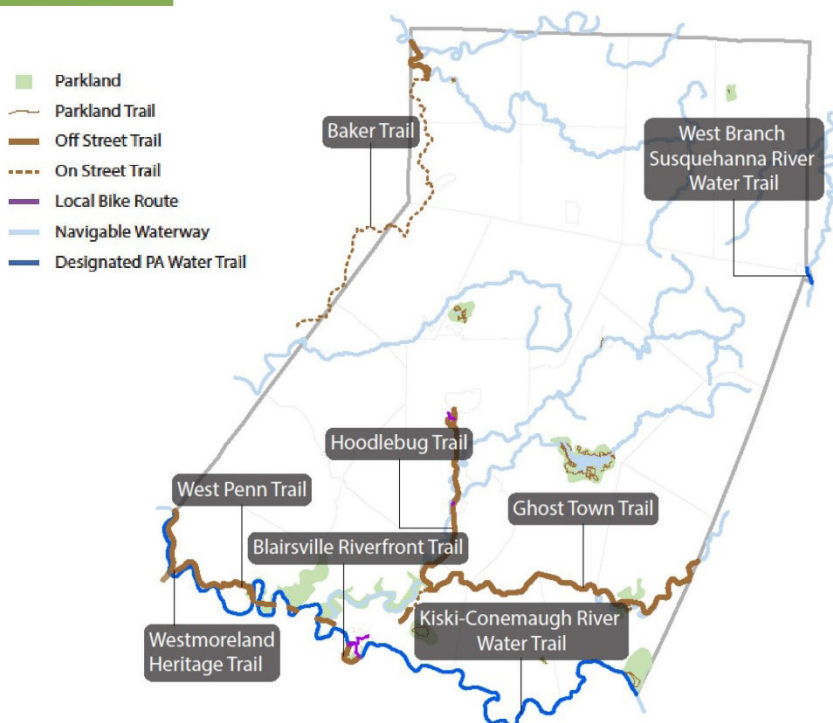 Parkland
Parkland Trail
Off Street Trail
On Street Trail
Local Bike Route
Navigable Waterway
Designated PA Water Trail
Baker Trail
West Branch
Susquehanna River
Water Trail
Hoodlebug Trail
West Penn Trail
Ghost Town Trail
Blairsville Riverfront Trail
Kiski-Conemaugh River
Water Trail
Westmoreland
Heritage Trail